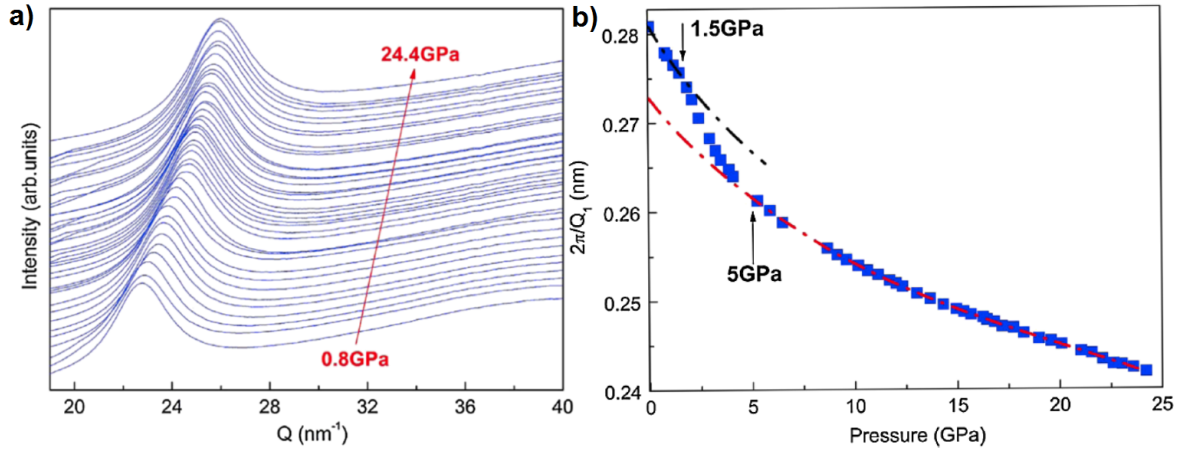 a)
Intensity (arb.units)
24.4GPa
0.8GPa
20 24 28 32 36 40
Q (nm⁻¹)
b)
2π/Q₁ (nm)
0.28
0.27
0.26
0.25
0.24
1.5GPa
5GPa
0 5 10 15 20 25
Pressure (GPa)